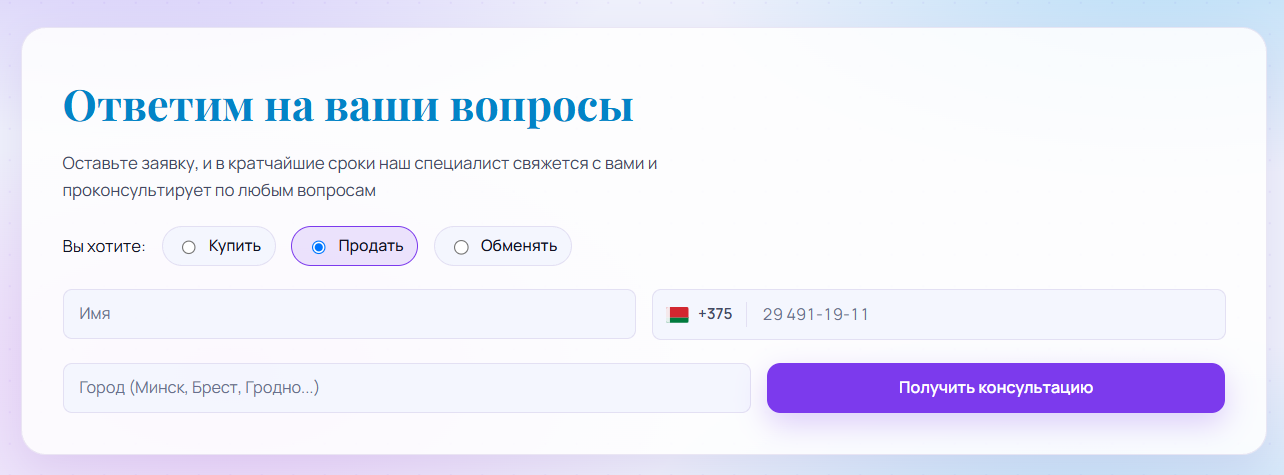 Ответим на ваши вопросы
Оставьте заявку, и в кратчайшие сроки наш специалист свяжется с вами и
проконсультирует по любым вопросам
Вы хотите: Купить Продать Обменять
Имя +375 29 491-19-11
Город (Минск, Брест, Гродно...) Получить консультацию